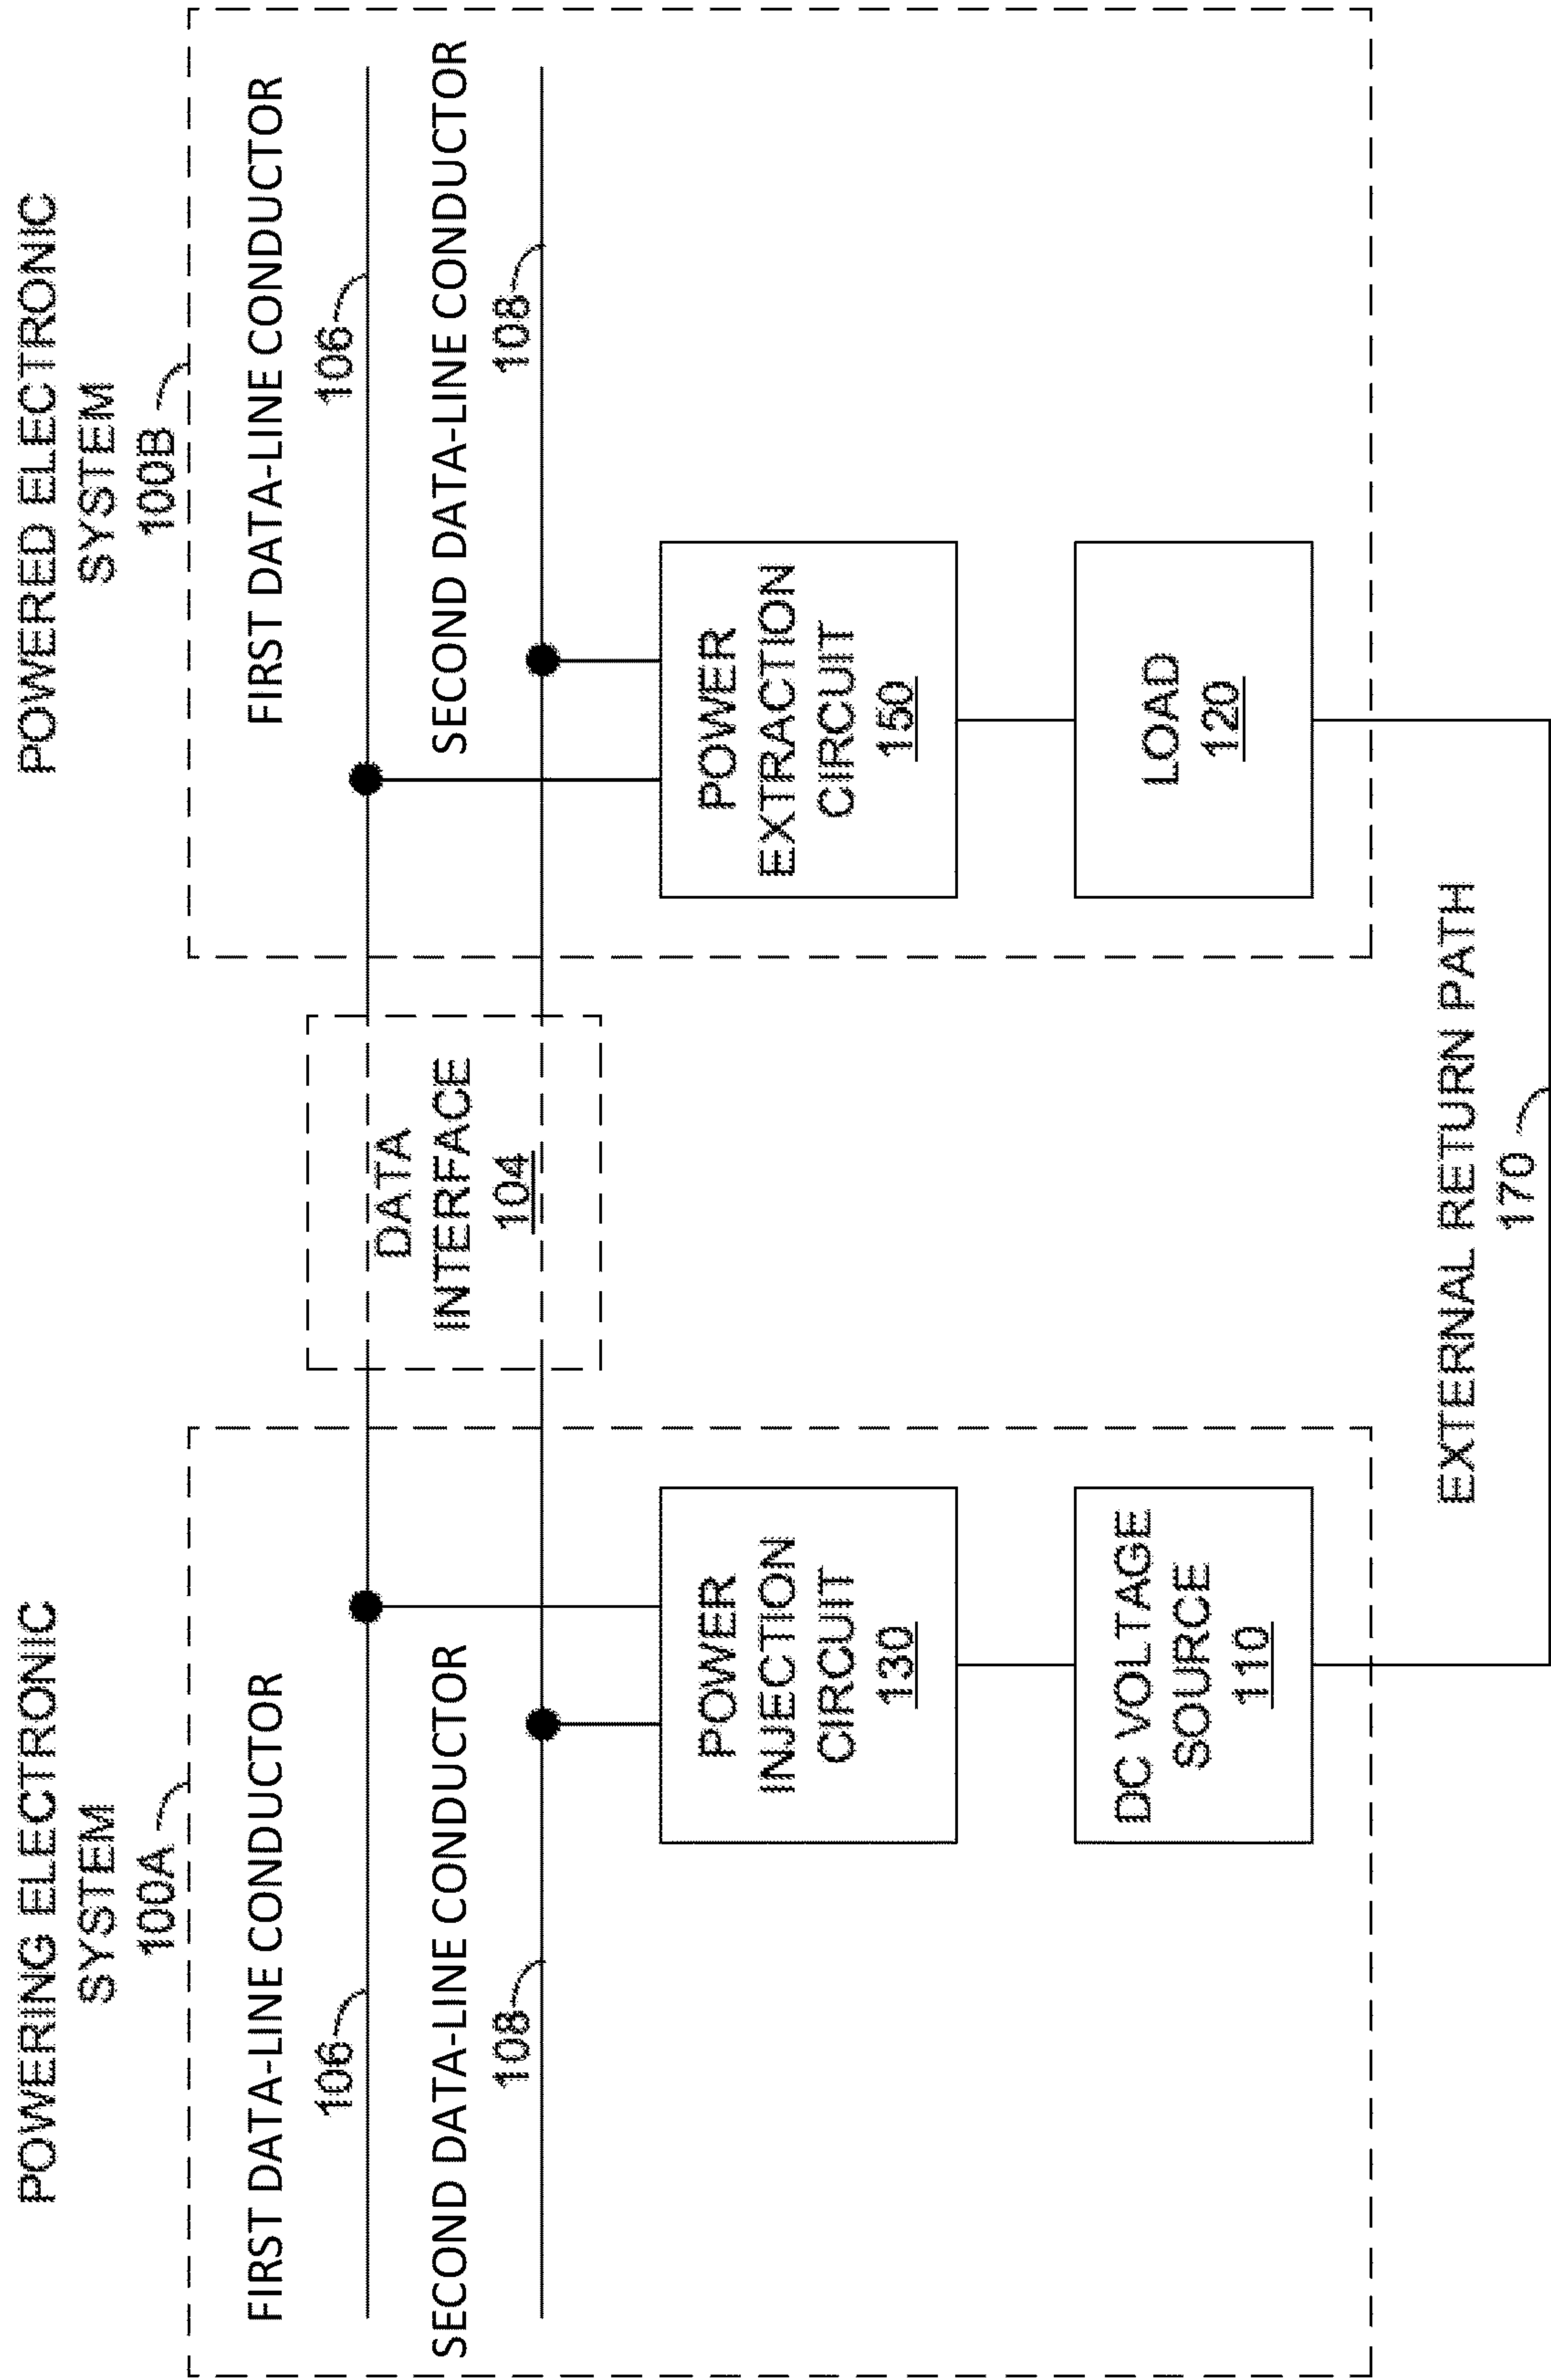 POWERING ELECTRONIC
SYSTEM
100A
FIRST DATA-LINE CONDUCTOR
106
SECOND DATA-LINE CONDUCTOR
108
POWER
INJECTION
CIRCUIT
130
DC VOLTAGE
SOURCE
110
DATA
INTERFACE
104
POWERED ELECTRONIC
SYSTEM
100B
FIRST DATA-LINE CONDUCTOR
106
SECOND DATA-LINE CONDUCTOR
108
POWER
EXTRACTION
CIRCUIT
150
LOAD
120
EXTERNAL RETURN PATH
170